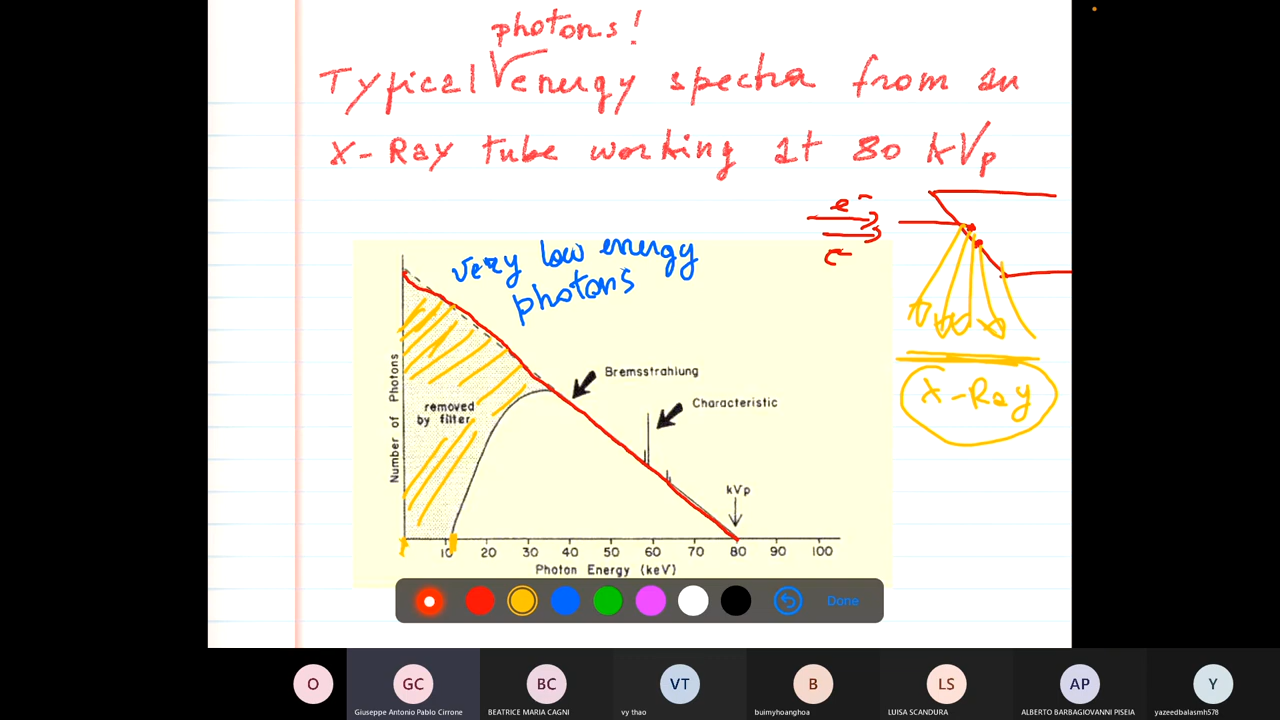 photons!
Typical energy spectra from an
X-Ray tube working at 80 kVp
e-
e-
very low energy
photons
Bremsstrahlung
Characteristic
X-Ray
removed
by filter
Number of Photons
kVp
10 20 30 40 50 60 70 80 90 100
Photon Energy (keV)
Done
O GC BC VT B LS AP Y
Giuseppe Antonio Pablo Cirrone BEATRICE MARIA CAGNI vy thao buimyhoanghoa LUISA SCANDURA ALBERTO BARBAGIOVANNI PISEIA yazeedbalasmh578